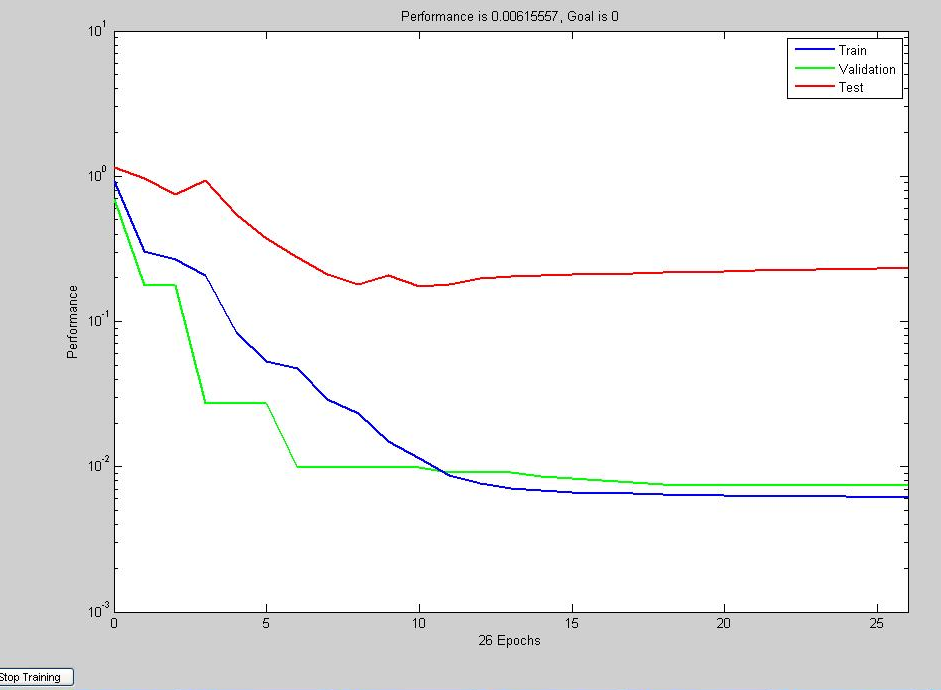 Performance is 0.00615557, Goal is 0
10^1
Train
Validation
Test
10^0
10^-1
Performance
10^-2
10^-3
0 5 10 15 20 25
26 Epochs
Stop Training